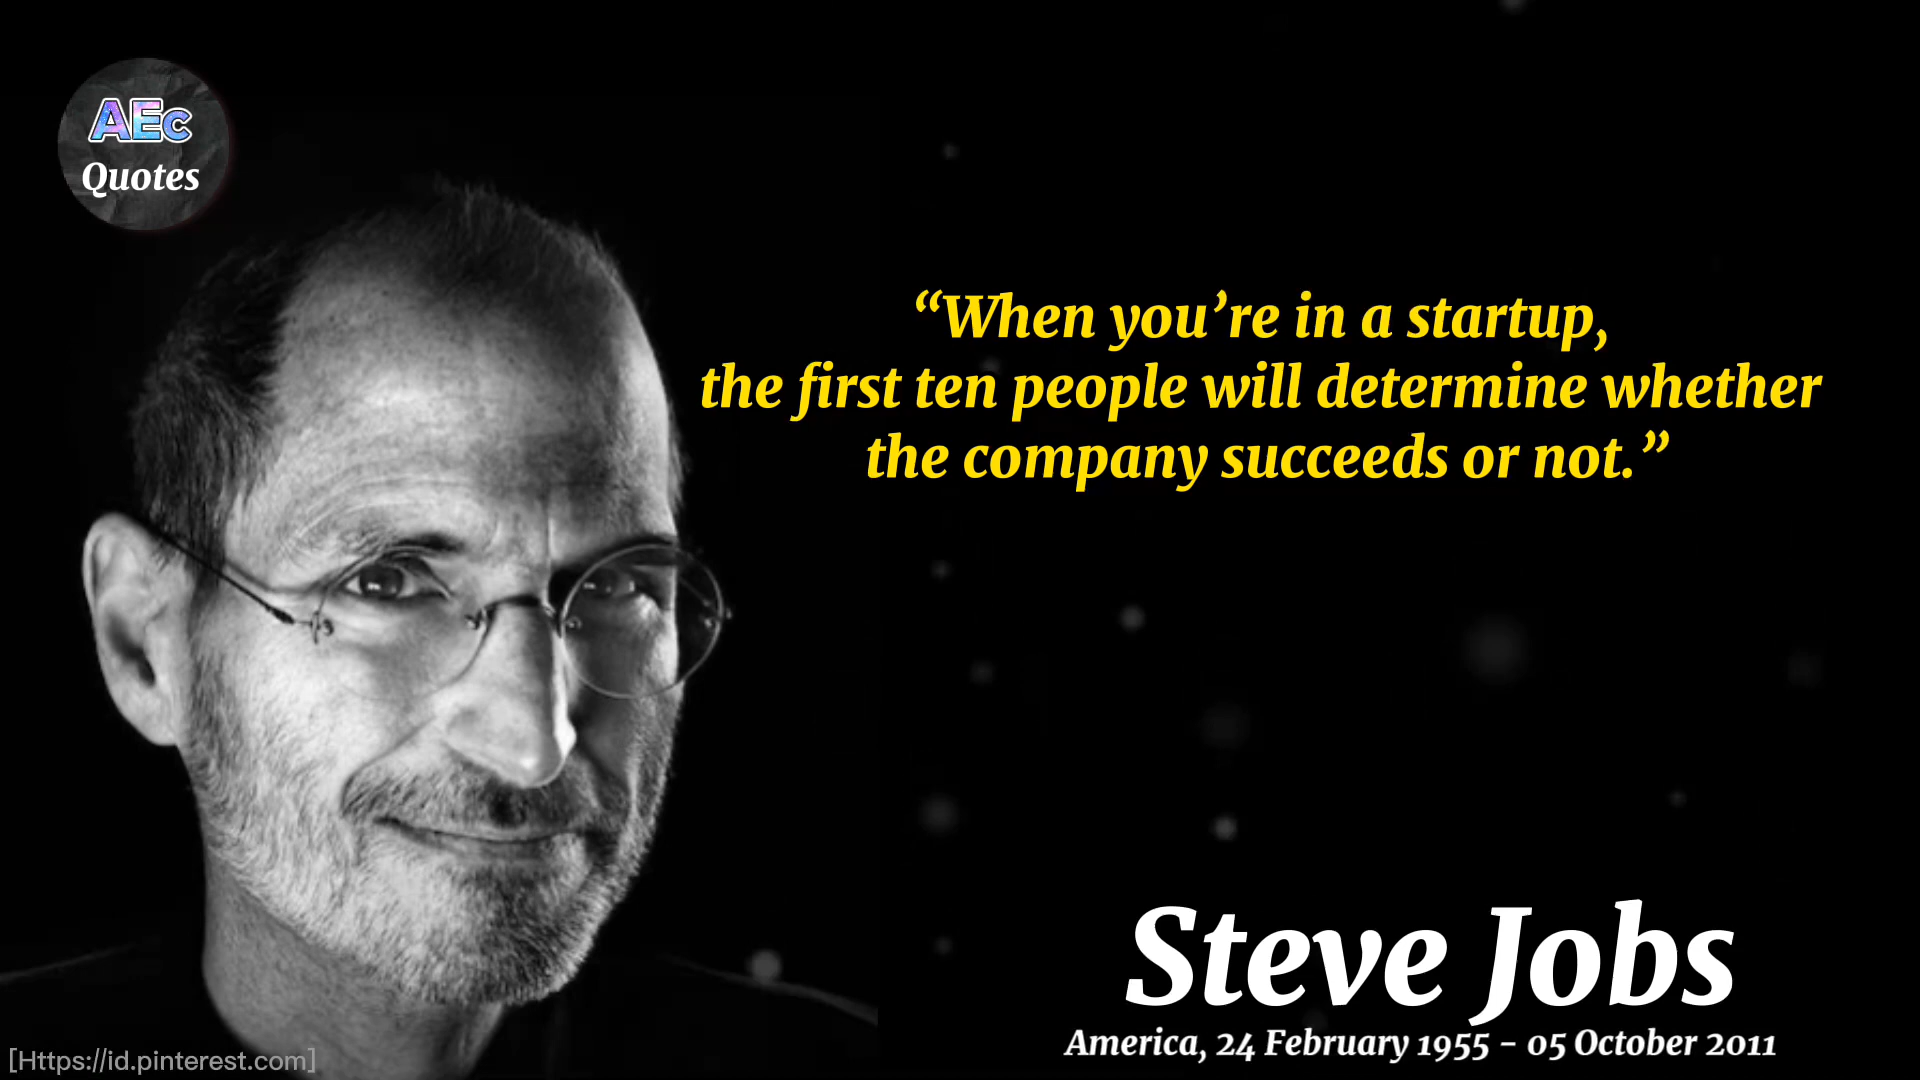 AEc
Quotes
“When you’re in a startup,
the first ten people will determine whether
the company succeeds or not.”
Steve Jobs
America, 24 February 1955 - 05 October 2011
[Https://id.pinterest.com]